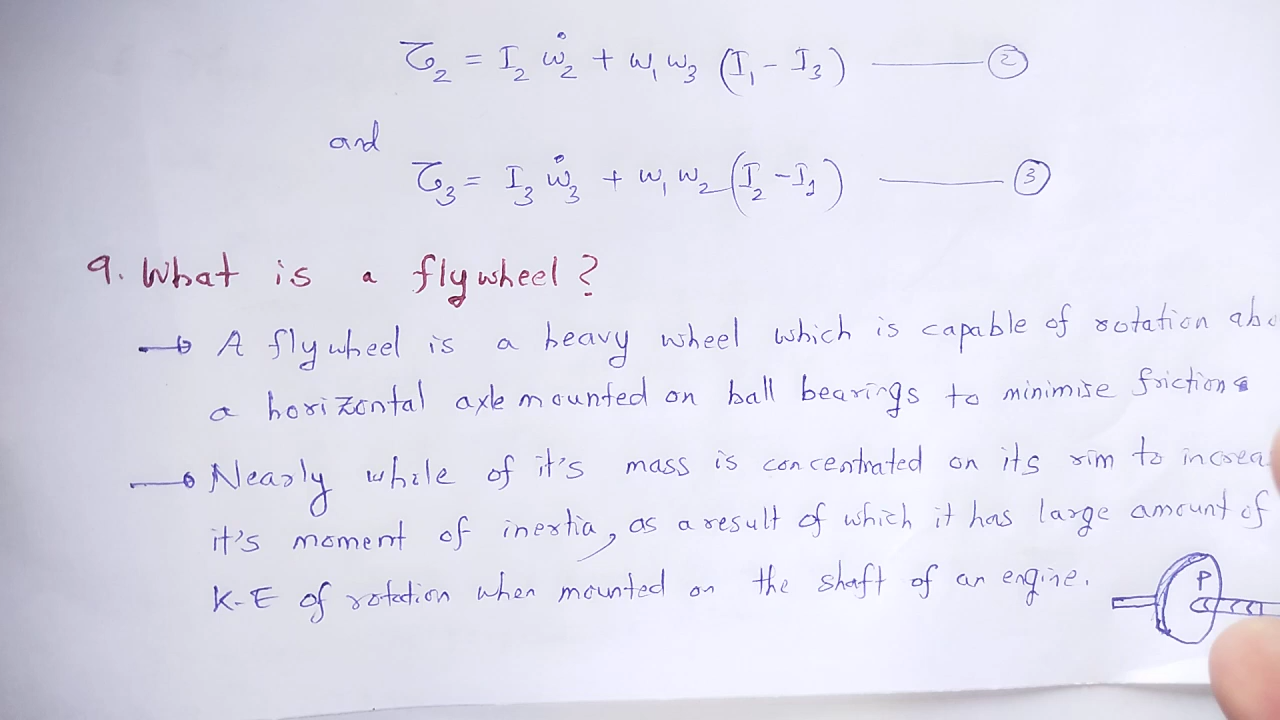 τ₂ = I₂ ω̇₂ + ω₁ ω₃ (I₁ - I₃) ——— ②
and
τ₃ = I₃ ω̇₃ + ω₁ ω₂ (I₂ - I₁) ——— ③
9. What is a flywheel?
→ A flywheel is a heavy wheel which is capable of rotation abo
a horizontal axle mounted on ball bearings to minimise friction
→ Nearly whole of it's mass is concentrated on its rim to increa
it's moment of inertia, as a result of which it has large amount of
K-E of rotation when mounted on the shaft of an engine.
P